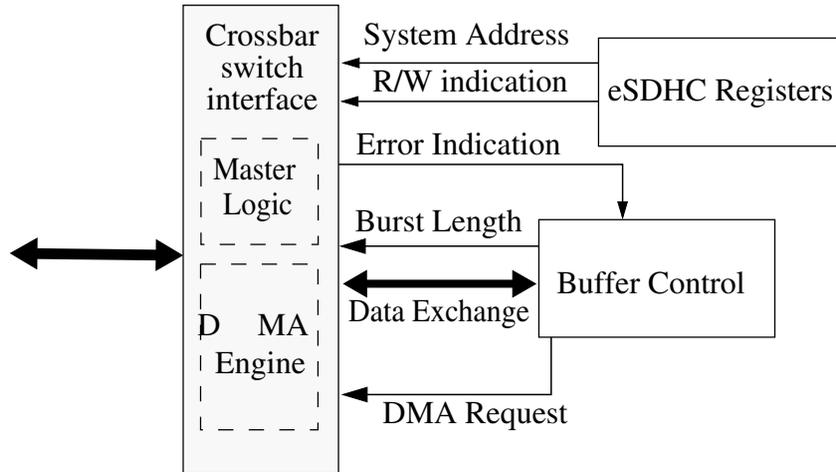 Crossbar
switch
interface
System Address
R/W indication
eSDHC Registers
Error Indication
Master
Logic
Burst Length
Buffer Control
Data Exchange
D MA
Engine
DMA Request